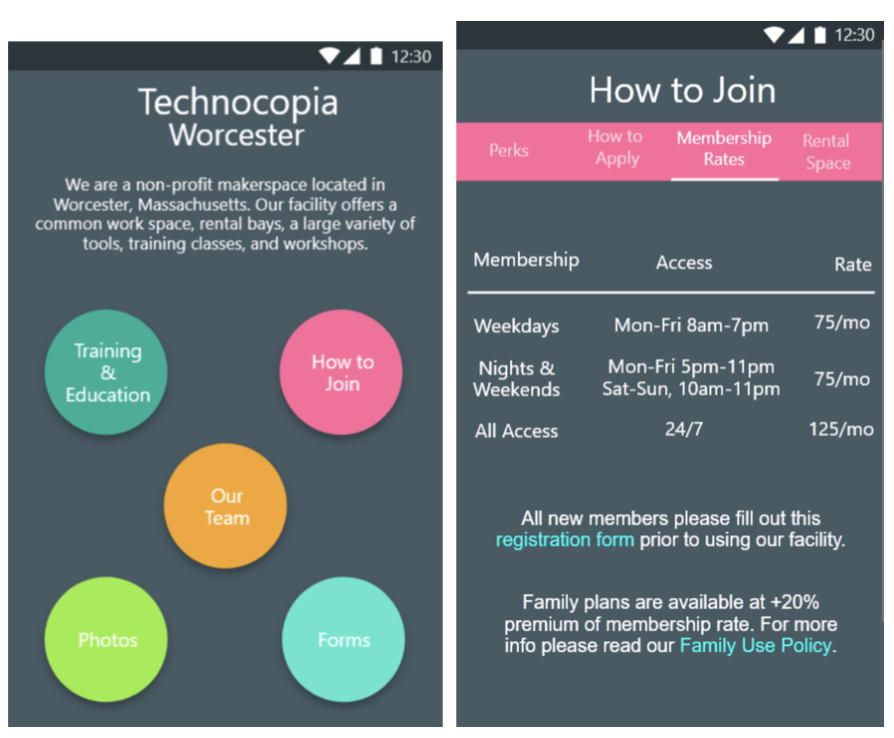 12:30
Technocopia
Worcester
We are a non-profit makerspace located in
Worcester, Massachusetts. Our facility offers a
common work space, rental bays, a large variety of
tools, training classes, and workshops.
Training
&
Education
How to
Join
Our
Team
Photos
Forms
12:30
How to Join
Perks
How to
Apply
Membership
Rates
Rental
Space
Membership Access Rate
Weekdays Mon-Fri 8am-7pm 75/mo
Nights & Mon-Fri 5pm-11pm
Weekends Sat-Sun, 10am-11pm 75/mo
All Access 24/7 125/mo
All new members please fill out this
registration form prior to using our facility.
Family plans are available at +20%
premium of membership rate. For more
info please read our Family Use Policy.